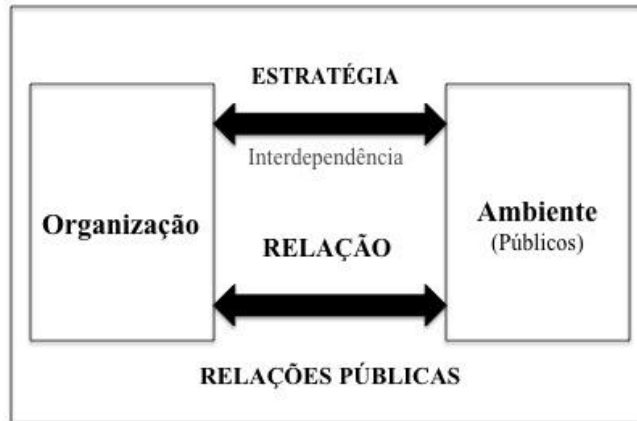 ESTRATÉGIA
Interdependência
Organização
RELAÇÃO
Ambiente
(Públicos)
RELAÇÕES PÚBLICAS